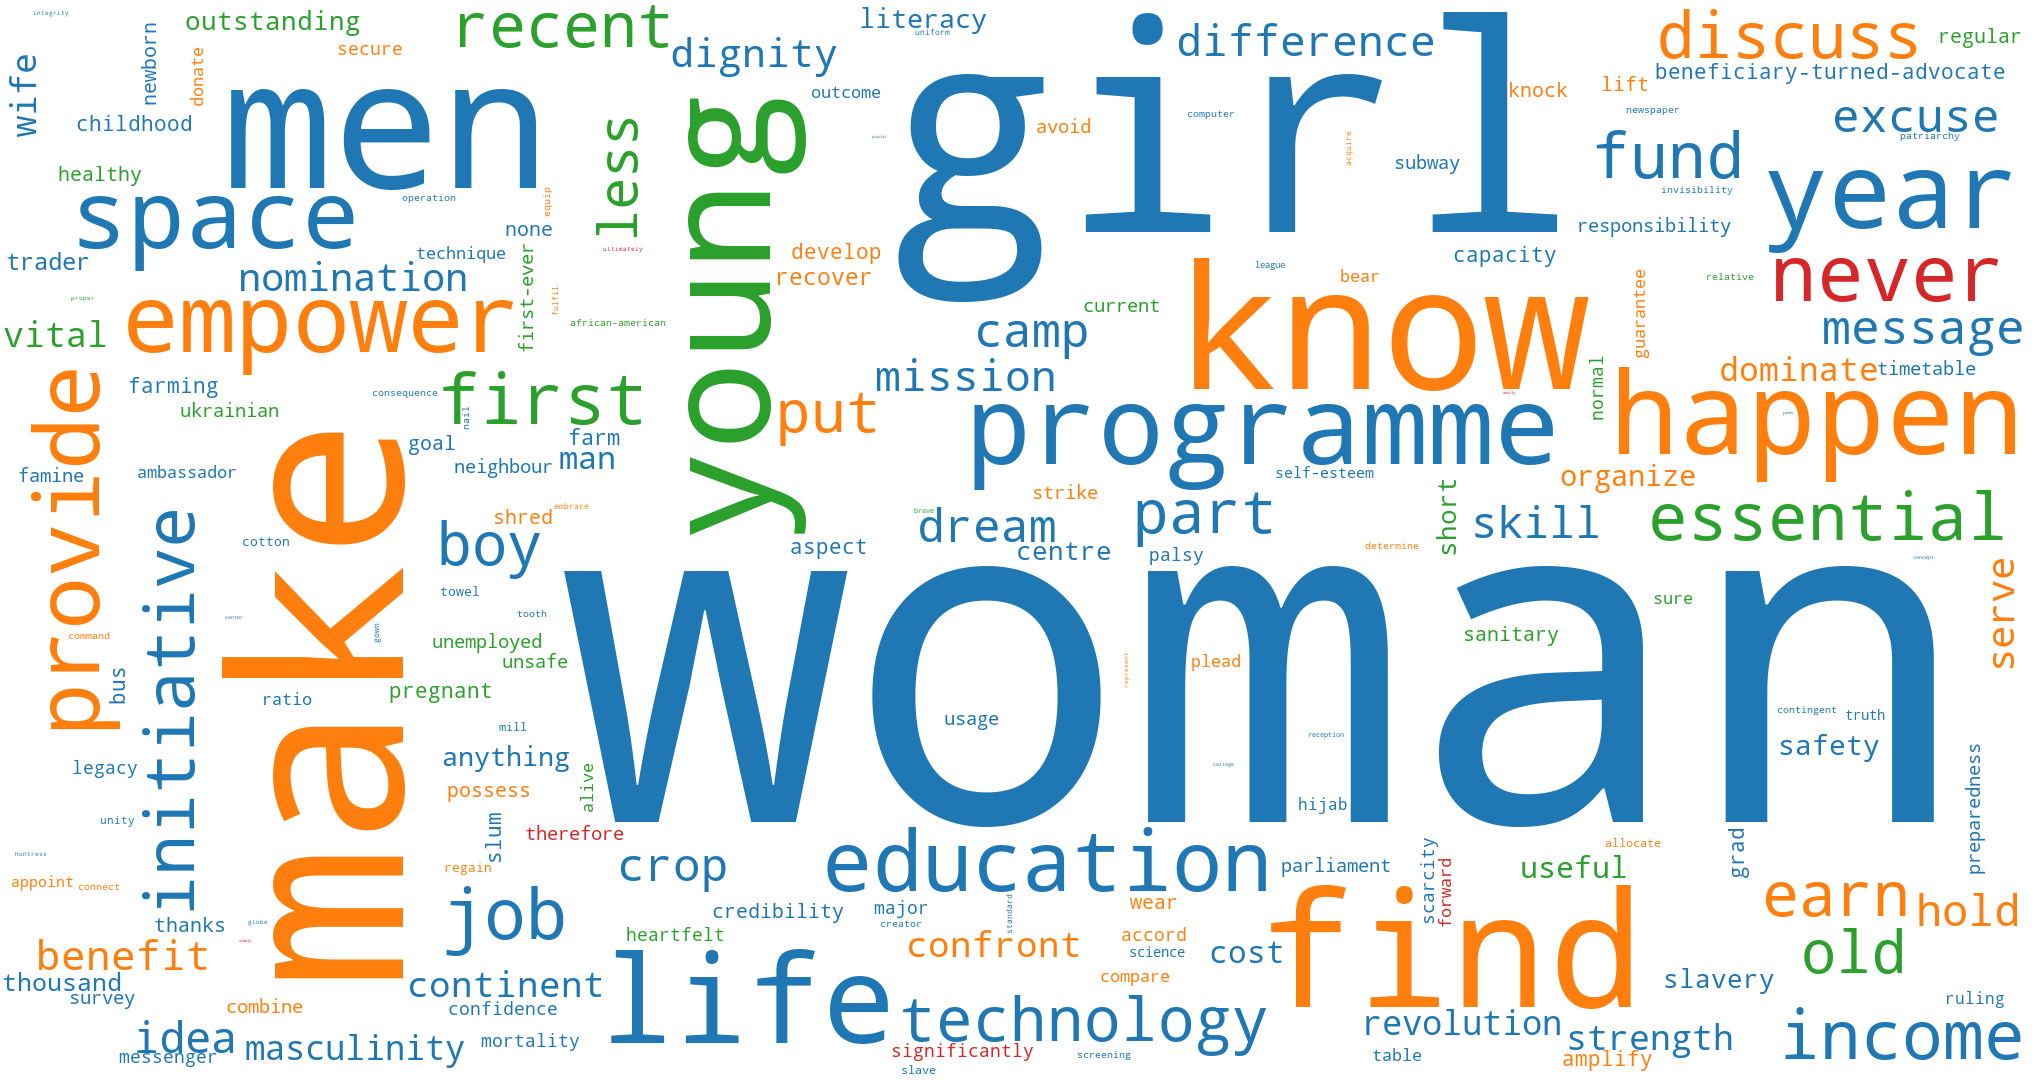 integrity
outstanding
recent
literacy
uniform
girl
difference
discuss
regular
wife
newborn
donate
secure
dignity
beneficiary-turned-advocate
men
young
outcome
knock
lift
childhood
less
avoid
computer
newspaper
excuse
patriarchy
acquire
subway
fund
year
healthy
space
operation
equip
none
invisibility
responsibility
trader
technique
ultimately
develop
recover
capacity
never
nomination
first-ever
league
bear
relative
proper
empower
fulfil
know
current
guarantee
vital
african-american
camp
message
farming
consequence
first
mission
normal
dominate
timetable
provide
ukrainian
nail
put
programme
happen
goal
farm
neighbour
man
famine
ambassador
make
self-esteem
organize
initiative
shred
embrace
strike
short
essential
boy
brave
dream
part
skill
cotton
aspect
centre
palsy
determine
concept
serve
towel
woman
sure
center
tooth
command
gown
unemployed
unsafe
sanitary
bus
pregnant
plead
represent
ratio
usage
contingent
truth
mill
reception
safety
legacy
anything
college
preparedness
possess
alive
hijab
unity
slum
therefore
huntress
crop
education
parliament
scarcity
forward
useful
grad
allocate
appoint
connect
regain
find
earn
hold
thanks
globe
job
credibility
major
creator
standard
wear
benefit
simply
heartfelt
confront
accord
science
cost
old
thousand
survey
continent
life
compare
slavery
combine
confidence
technology
ruling
idea
messenger
masculinity
mortality
significantly
screening
revolution
table
strength
amplify
income
slave